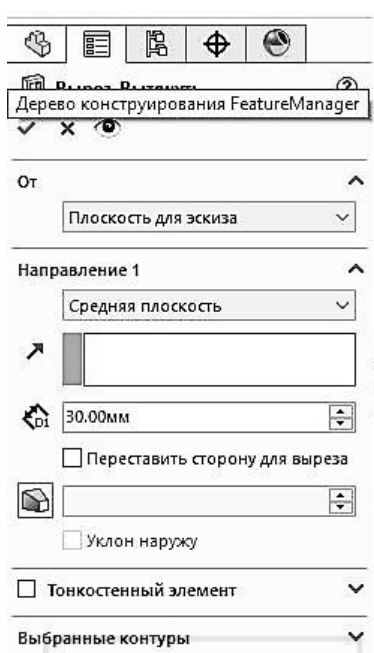 Дерево конструирования FeatureManager
От
Плоскость для эскиза
Направление 1
Средняя плоскость
D1
30.00мм
Переставить сторону для выреза
Уклон наружу
Тонкостенный элемент
Выбранные контуры